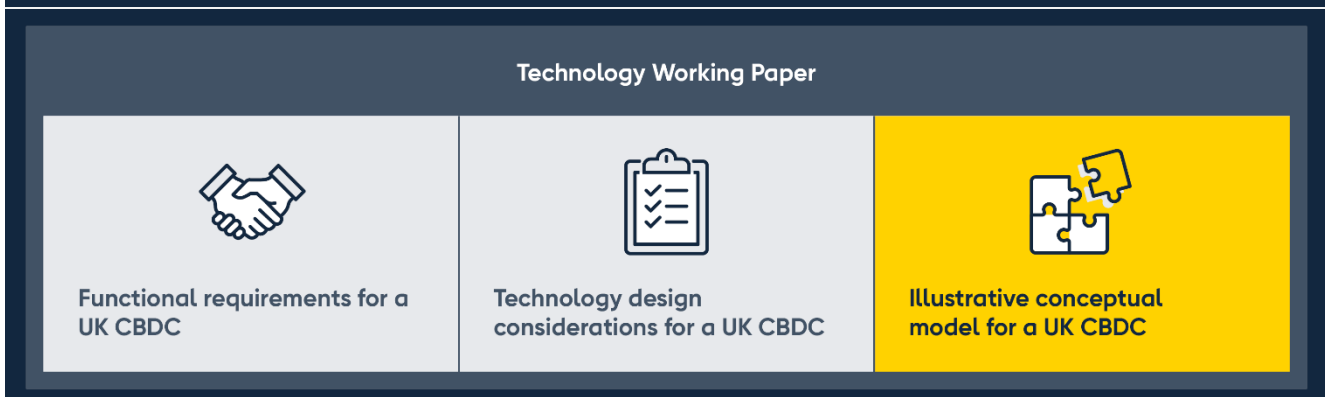 Technology Working Paper
Functional requirements for a
UK CBDC
Technology design
considerations for a UK CBDC
Illustrative conceptual
model for a UK CBDC